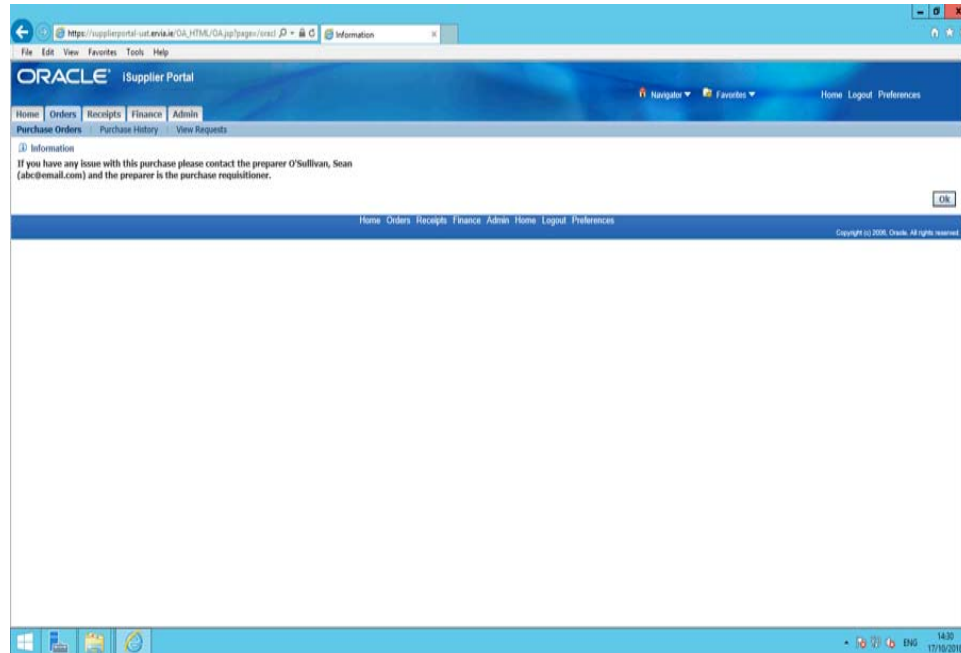 https://supplierportal-uat.ervia.ie/OA_HTML/OA.jsp?page=/oracl
Information
File Edit View Favorites Tools Help
ORACLE iSupplier Portal
Navigator Favorites Home Logout Preferences
Home Orders Receipts Finance Admin
Purchase Orders Purchase History View Requests
Information
If you have any issue with this purchase please contact the preparer O'Sullivan, Sean
(abc@email.com) and the preparer is the purchase requisitioner.
Ok
Home Orders Receipts Finance Admin Home Logout Preferences
Copyright (c) 2006, Oracle. All rights reserved.
ENG
14:30
17/10/2018